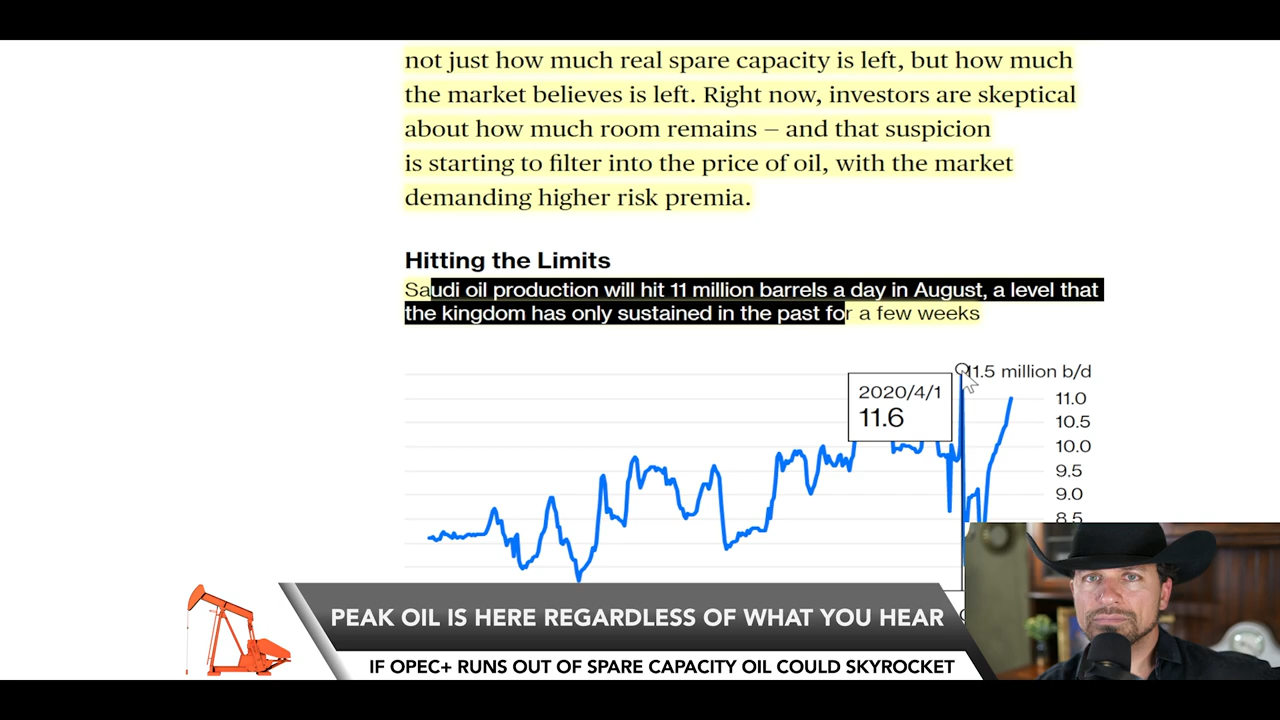 not just how much real spare capacity is left, but how much
the market believes is left. Right now, investors are skeptical
about how much room remains – and that suspicion
is starting to filter into the price of oil, with the market
demanding higher risk premia.
Hitting the Limits
Saudi oil production will hit 11 million barrels a day in August, a level that
the kingdom has only sustained in the past for a few weeks
11.5 million b/d
2020/4/1
11.6
11.0
10.5
10.0
9.5
9.0
8.5
PEAK OIL IS HERE REGARDLESS OF WHAT YOU HEAR
IF OPEC+ RUNS OUT OF SPARE CAPACITY OIL COULD SKYROCKET